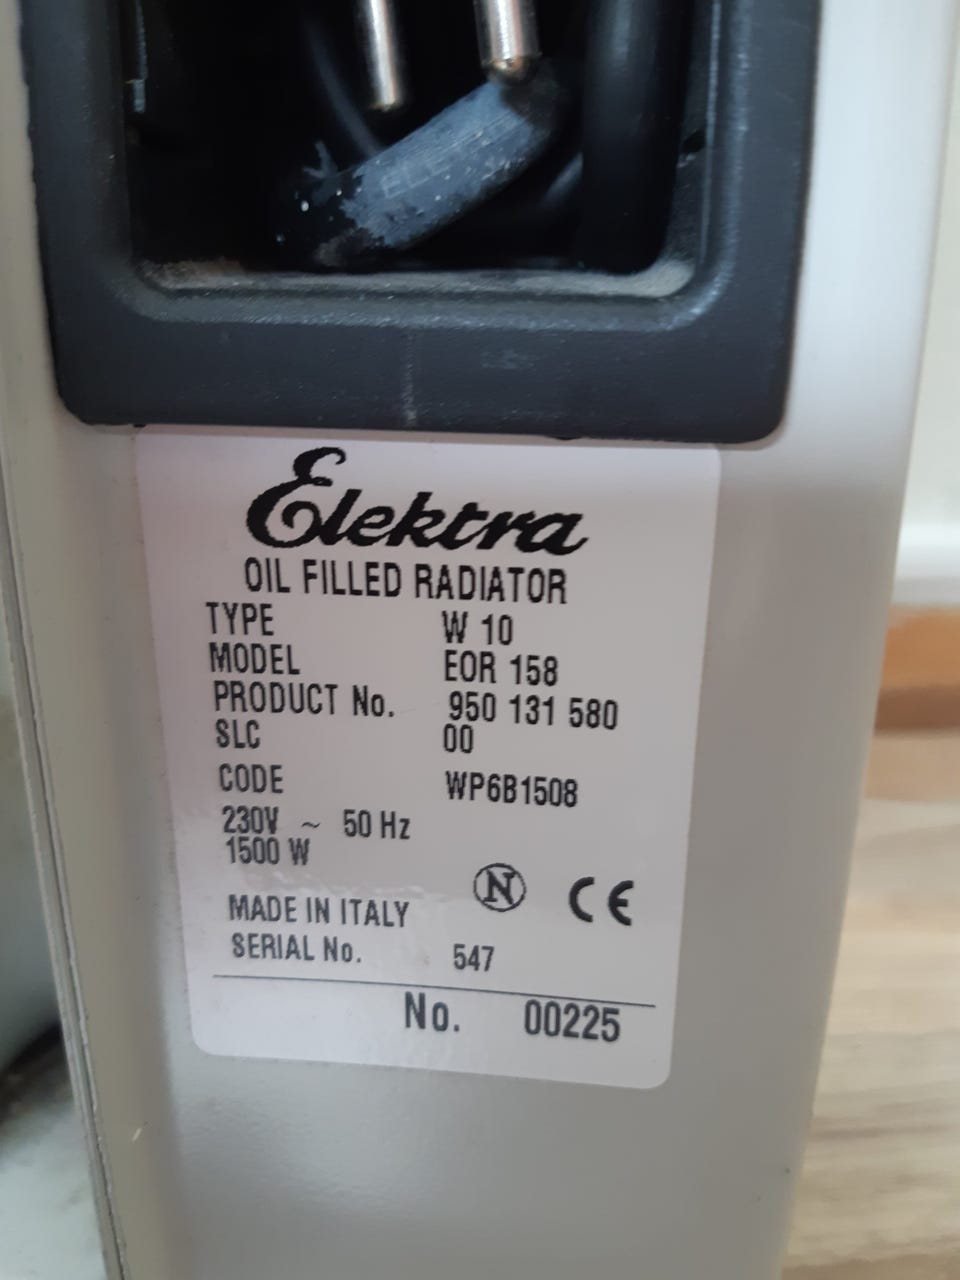 Elektra
OIL FILLED RADIATOR
TYPE W 10
MODEL EOR 158
PRODUCT No. 950 131 580
SLC 00
CODE WP6B1508
230V ~ 50 Hz
1500 W
N CE
MADE IN ITALY
SERIAL No. 547
No. 00225